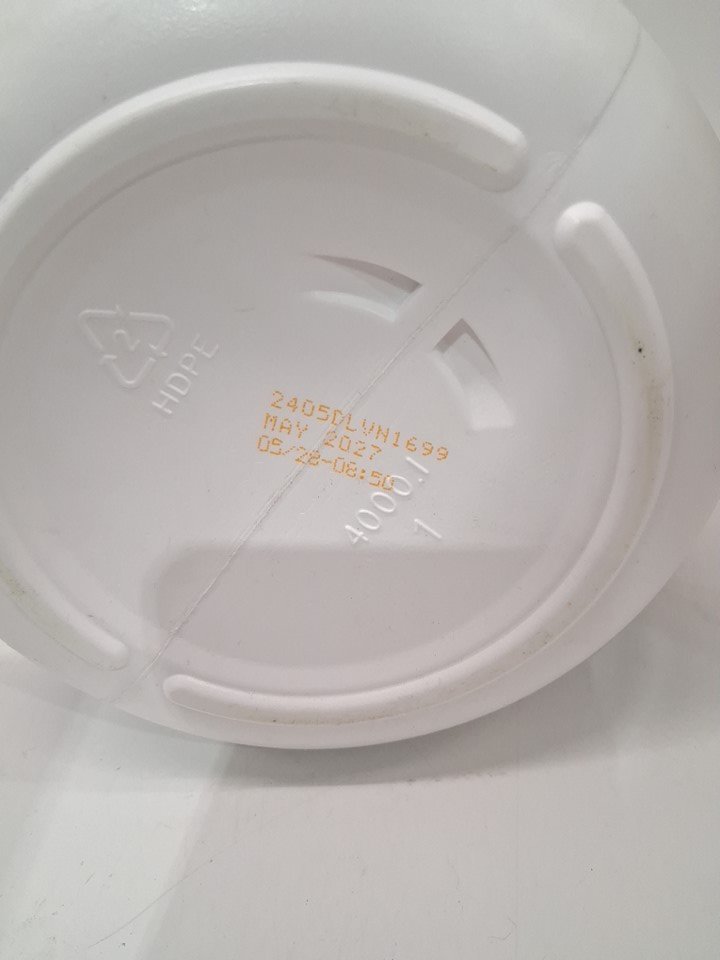 2
HDPE
2405DLVN1699
MAY 2027
05/28-08:50
4000.1
1